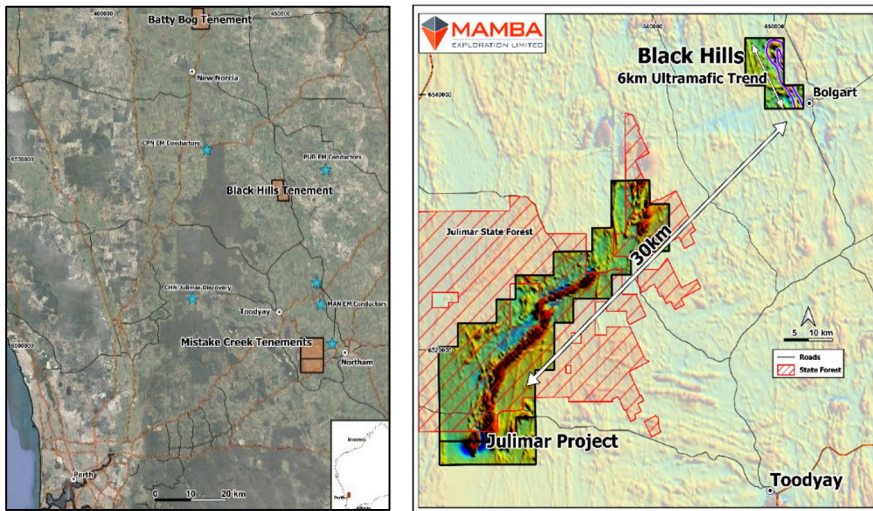 Batty Bog Tenement
New Norcia
CPN EM Conductors
PUR EM Conductors
Black Hills Tenement
CHN Julimar Discovery
Toodyay
MAN EM Conductors
Mistake Creek Tenements
Northam
Perth
0 10 20 km
Perth
MAMBA
EXPLORATION LIMITED
Black Hills
6km Ultramafic Trend
Bolgart
Julimar State Forest
30km
5 10 km
Roads
State Forest
Julimar Project
Toodyay